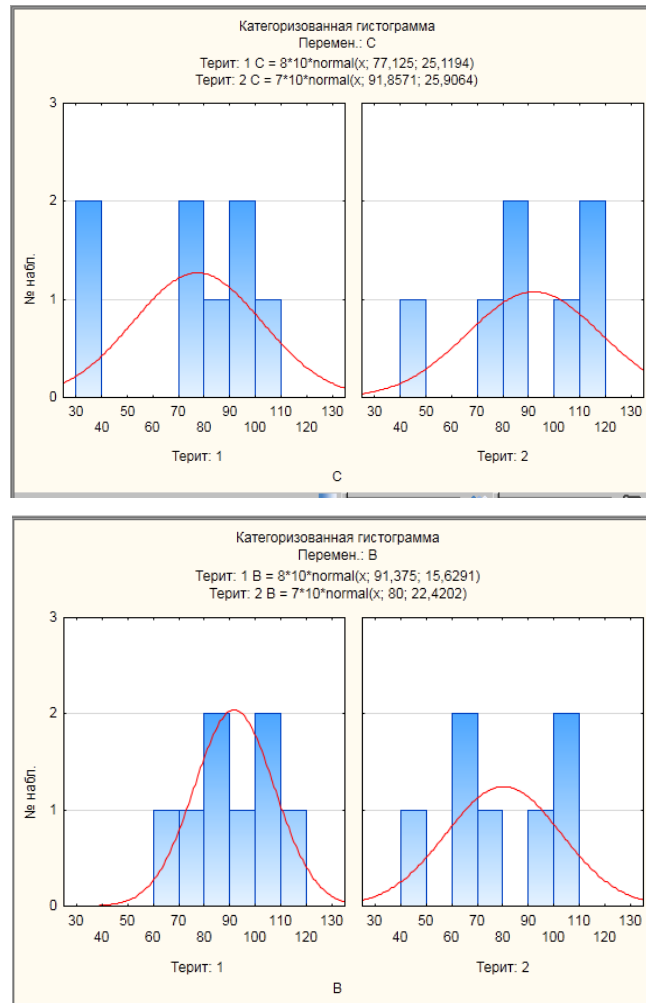 Категоризованная гистограмма
Перемен.: C
Терит: 1 C = 8*10*normal(x; 77,125; 25,1194)
Терит: 2 C = 7*10*normal(x; 91,8571; 25,9064)
3
2
1
0
№ набл.
30 50 70 90 110 130
40 60 80 100 120
30 50 70 90 110 130
40 60 80 100 120
Терит: 1
Терит: 2
C
Категоризованная гистограмма
Перемен.: B
Терит: 1 B = 8*10*normal(x; 91,375; 15,6291)
Терит: 2 B = 7*10*normal(x; 80; 22,4202)
3
2
1
0
№ набл.
30 50 70 90 110 130
40 60 80 100 120
30 50 70 90 110 130
40 60 80 100 120
Терит: 1
Терит: 2
B